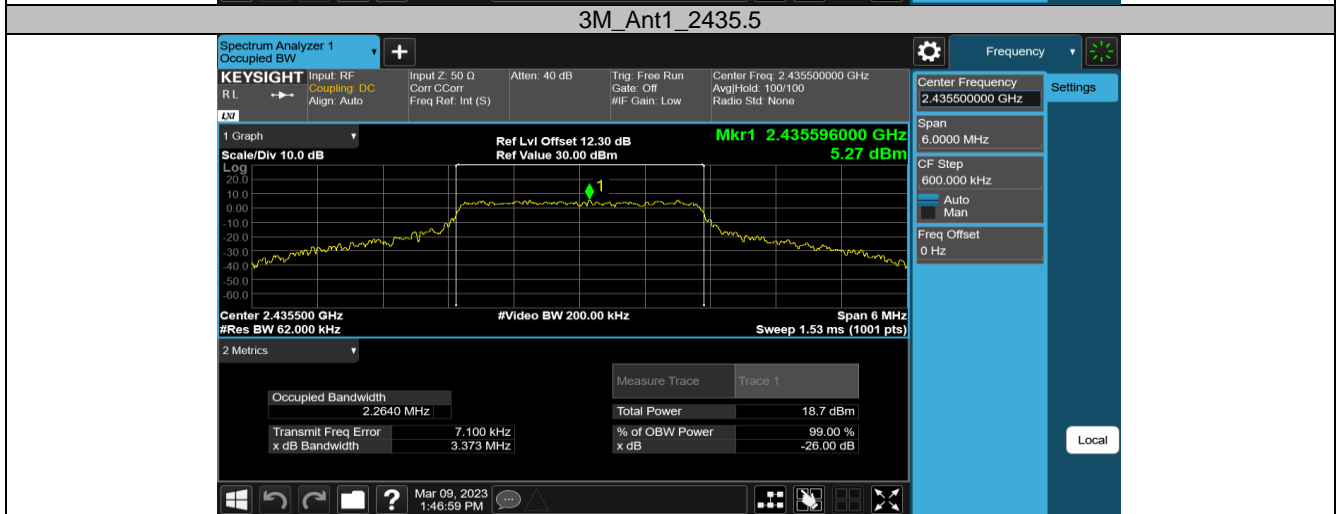 3M_Ant1_2435.5
Spectrum Analyzer 1
Occupied BW
+
Frequency
KEYSIGHT Input: RF Input Z: 50 Ω Atten: 40 dB Trig: Free Run Center Freq: 2.435500000 GHz
R L Coupling: DC Corr CCorr Gate: Off Avg|Hold: 100/100
Align: Auto Freq Ref: Int (S) #IF Gain: Low Radio Std: None
LXI
Center Frequency
2.435500000 GHz
Settings
Span
6.0000 MHz
CF Step
600.000 kHz
Auto
Man
Freq Offset
0 Hz
Local
1 Graph
Ref Lvl Offset 12.30 dB Mkr1 2.435596000 GHz
Scale/Div 10.0 dB Ref Value 30.00 dBm 5.27 dBm
Log
20.0
10.0
0.00
-10.0
-20.0
-30.0
-40.0
-50.0
-60.0
1
Center 2.435500 GHz #Video BW 200.00 kHz Span 6 MHz
#Res BW 62.000 kHz Sweep 1.53 ms (1001 pts)
2 Metrics
Measure Trace Trace 1
Occupied Bandwidth
2.2640 MHz Total Power 18.7 dBm
Transmit Freq Error 7.100 kHz % of OBW Power 99.00 %
x dB Bandwidth 3.373 MHz x dB -26.00 dB
? Mar 09, 2023
1:46:59 PM